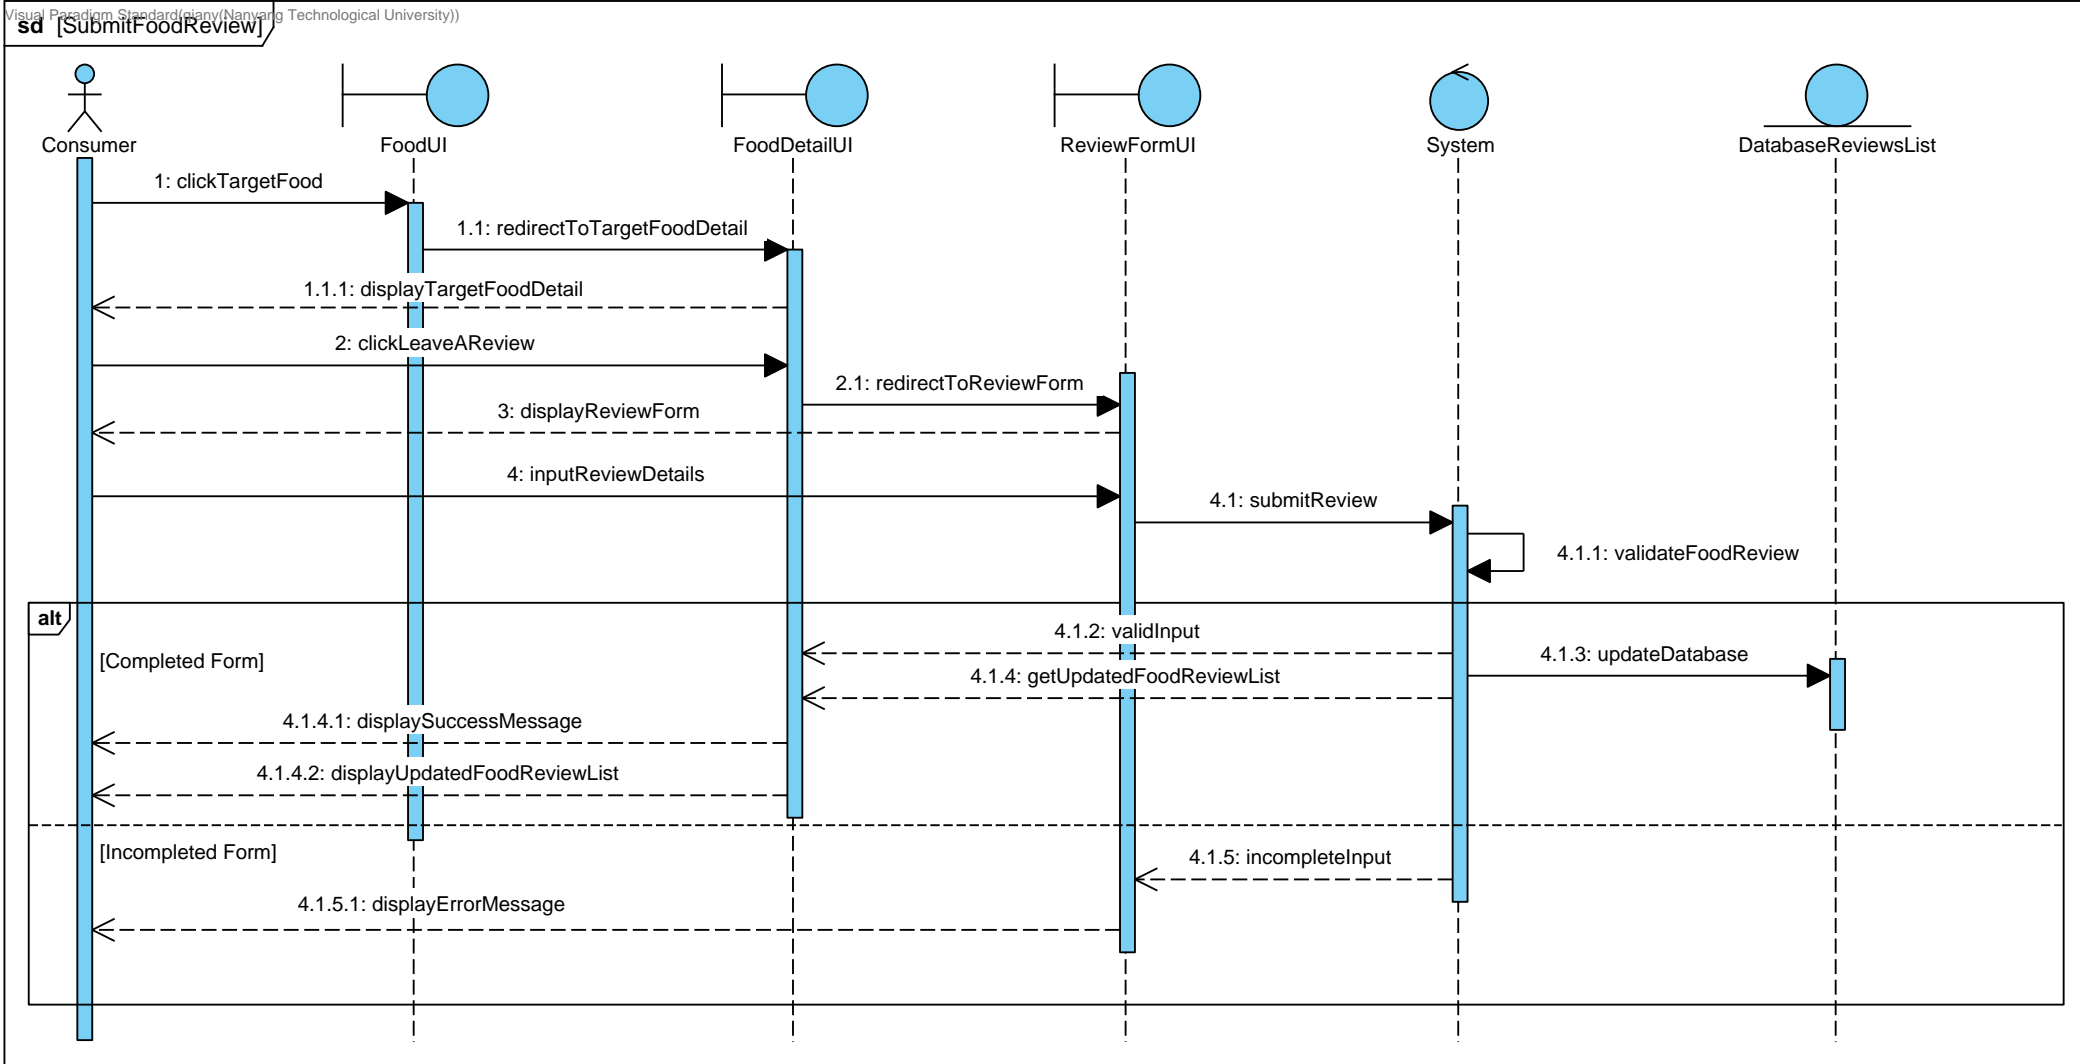 Visual Paradigm Standard(qiany(Nanyang Technological University))
sd [SubmitFoodReview]
Consumer
FoodUI
FoodDetailUI
ReviewFormUI
System
DatabaseReviewsList
1: clickTargetFood
1.1: redirectToTargetFoodDetail
1.1.1: displayTargetFoodDetail
2: clickLeaveAReview
2.1: redirectToReviewForm
3: displayReviewForm
4: inputReviewDetails
4.1: submitReview
4.1.1: validateFoodReview
alt
4.1.2: validInput
[Completed Form]
4.1.3: updateDatabase
4.1.4: getUpdatedFoodReviewList
4.1.4.1: displaySuccessMessage
4.1.4.2: displayUpdatedFoodReviewList
[Incompleted Form]
4.1.5: incompleteInput
4.1.5.1: displayErrorMessage